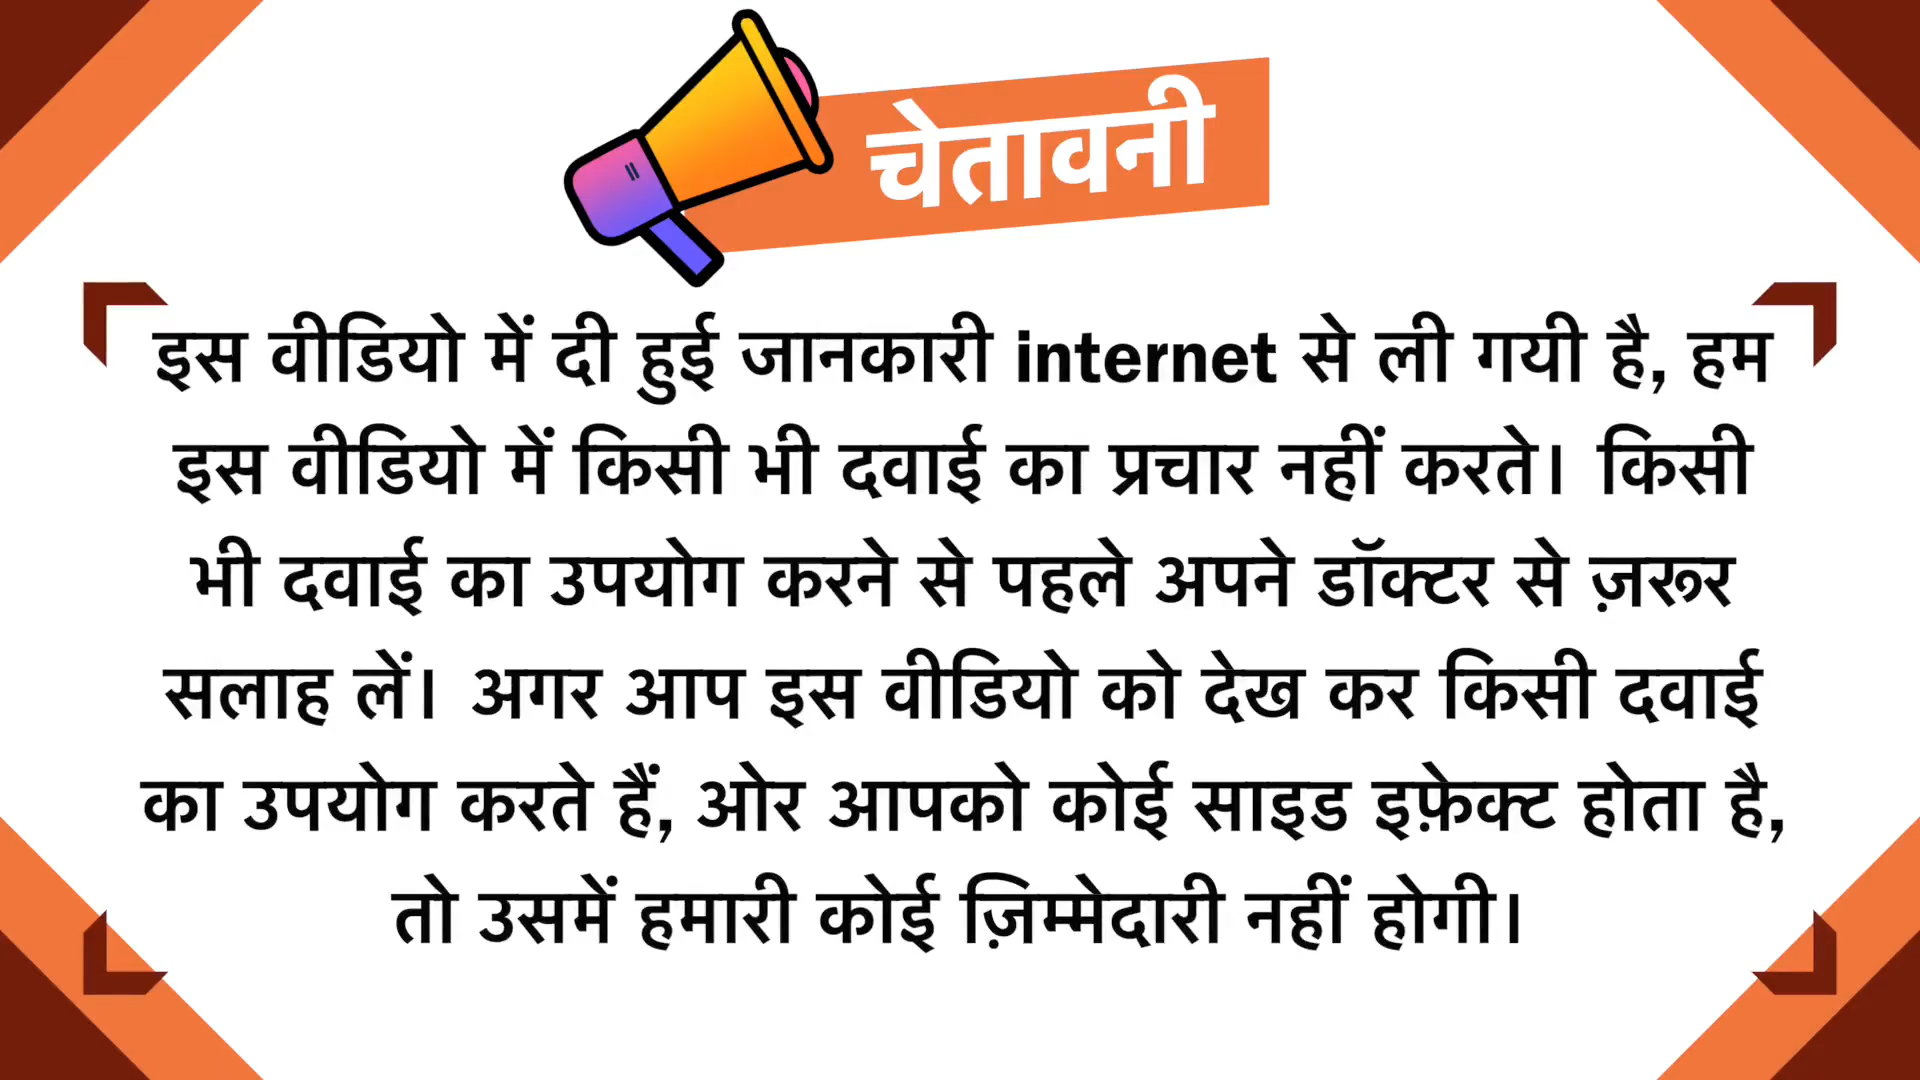 चेतावनी
इस वीडियो में दी हुई जानकारी internet से ली गयी है, हम
इस वीडियो में किसी भी दवाई का प्रचार नहीं करते। किसी
भी दवाई का उपयोग करने से पहले अपने डॉक्टर से ज़रूर
सलाह लें। अगर आप इस वीडियो को देख कर किसी दवाई
का उपयोग करते हैं, ओर आपको कोई साइड इफ़ेक्ट होता है,
तो उसमें हमारी कोई ज़िम्मेदारी नहीं होगी।